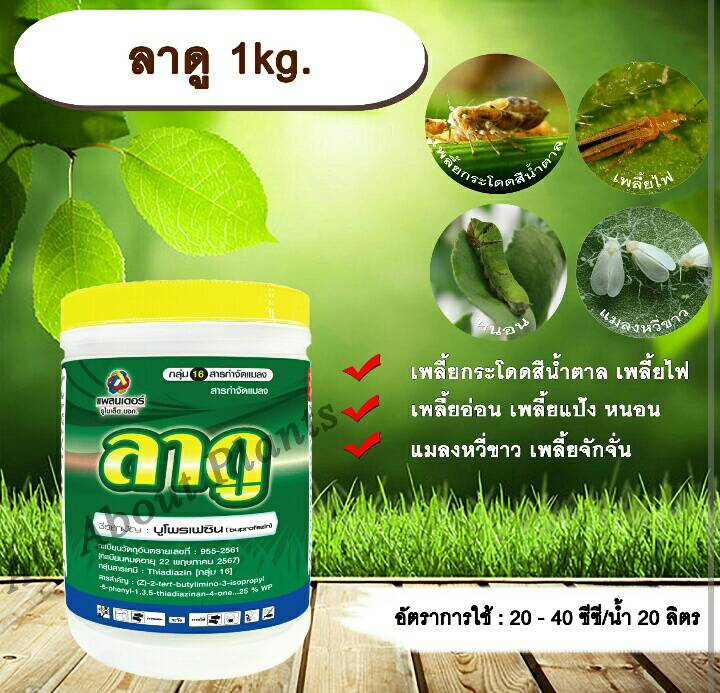 ลาดู 1kg.
เพลี้ยกระโดดสีน้ำตาล
เพลี้ยไฟ
หนอน
แมลงหวี่ขาว
เพลี้ยกระโดดสีน้ำตาล เพลี้ยไฟ
เพลี้ยอ่อน เพลี้ยแป้ง หนอน
แมลงหวี่ขาว เพลี้ยจักจั่น
กลุ่ม 16 สารกำจัดแมลง
สารกำจัดแมลง
แพลนเตอร์
ยูไนเต็ด บอท
ลาดู
ชื่อสามัญ : บูโพรเฟซิน (buprofezin)
ทะเบียนวัตถุอันตรายเลขที่ : 955-2561
[ทะเบียนหมดอายุ 22 พฤษภาคม 2567]
กลุ่มสารเคมี : Thiadiazin [กลุ่ม 16]
สารสำคัญ : (Z)-2-tert-butylimino-3-isopropyl
-5-phenyl-1,3,5-thiadiazinan-4-one...25 % WP
About Plants
อัตราการใช้ : 20 - 40 ซีซี/น้ำ 20 ลิตร